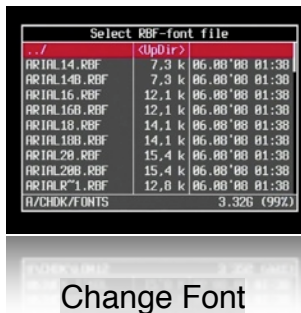 Select RBF-font file
../ <UpDir>
ARIAL14.RBF 7,3 k 06.08'08 01:38
ARIAL14B.RBF 7,3 k 06.08'08 01:38
ARIAL16.RBF 12,1 k 06.08'08 01:38
ARIAL16B.RBF 12,1 k 06.08'08 01:38
ARIAL18.RBF 14,1 k 06.08'08 01:38
ARIAL18B.RBF 14,1 k 06.08'08 01:38
ARIAL20.RBF 15,4 k 06.08'08 01:38
ARIAL20B.RBF 15,4 k 06.08'08 01:38
ARIALR~1.RBF 12,8 k 06.08'08 01:38
A/CHDK/FONTS 3.32G (99%)
Change Font